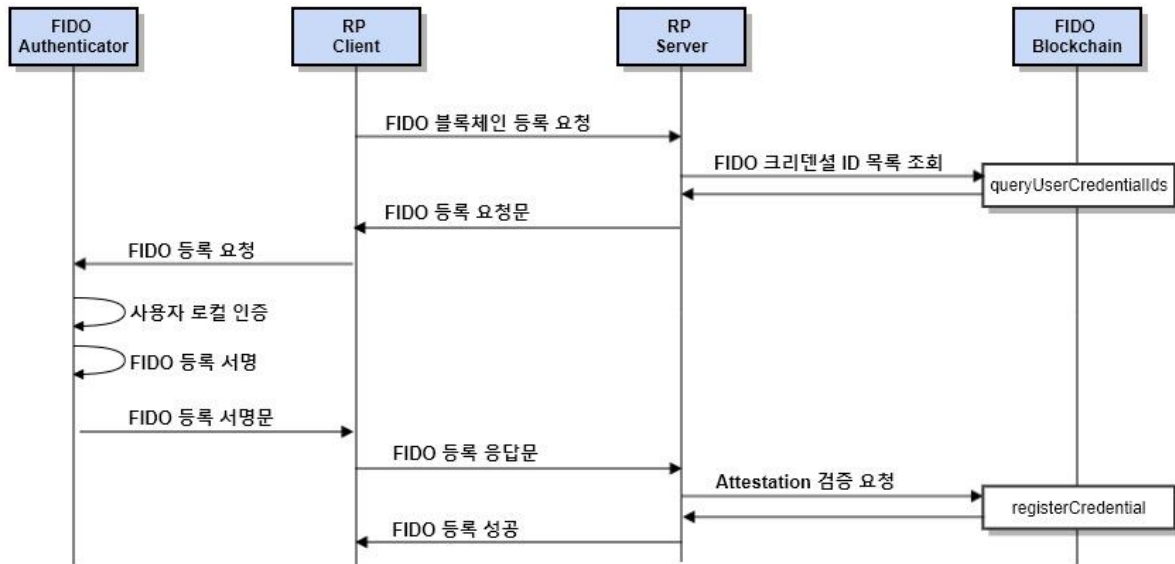 FIDO
Authenticator
RP
Client
RP
Server
FIDO
Blockchain
FIDO 블록체인 등록 요청
FIDO 크리덴셜 ID 목록 조회
queryUserCredentialIds
FIDO 등록 요청문
FIDO 등록 요청
사용자 로컬 인증
FIDO 등록 서명
FIDO 등록 서명문
FIDO 등록 응답문
Attestation 검증 요청
registerCredential
FIDO 등록 성공